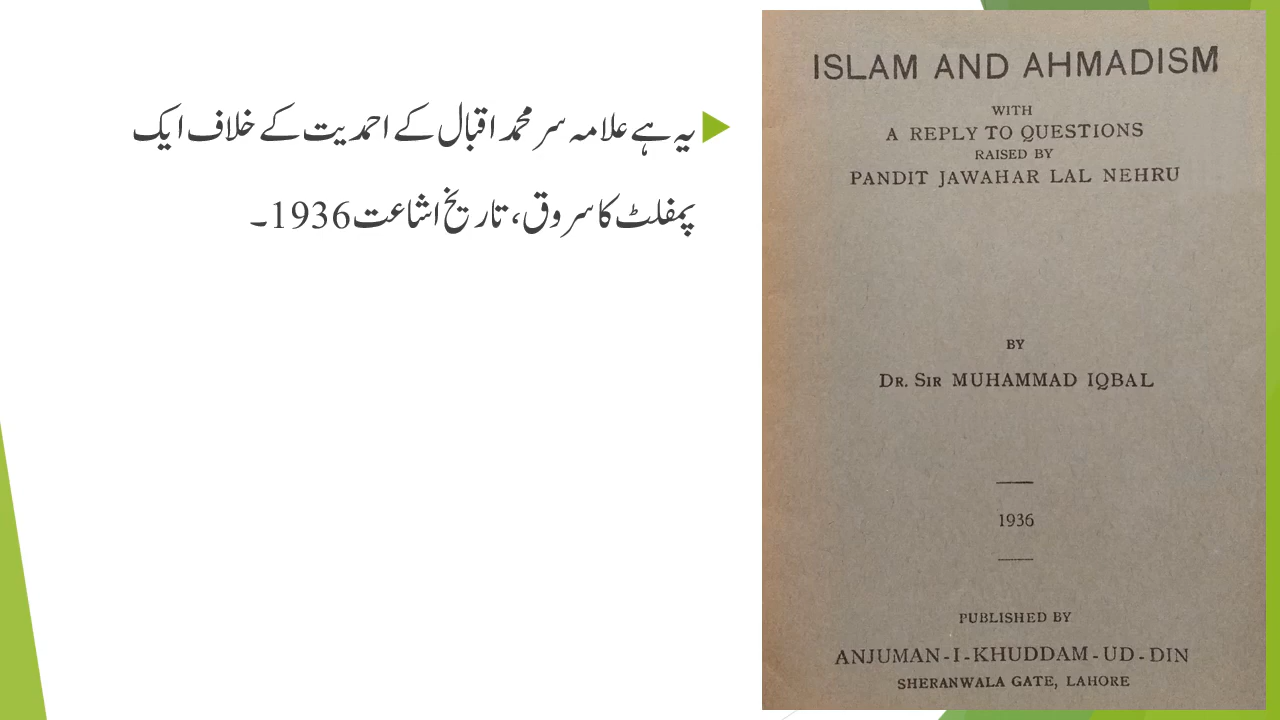 یہ ہے علامہ سر محمد اقبال کے احمدیت کے خلاف ایک
پمفلٹ کا سروق، تاریخ اشاعت 1936۔
ISLAM AND AHMADISM
WITH
A REPLY TO QUESTIONS
RAISED BY
PANDIT JAWAHAR LAL NEHRU
BY
DR. SIR MUHAMMAD IQBAL
1936
PUBLISHED BY
ANJUMAN-I-KHUDDAM-UD-DIN
SHERANWALA GATE, LAHORE